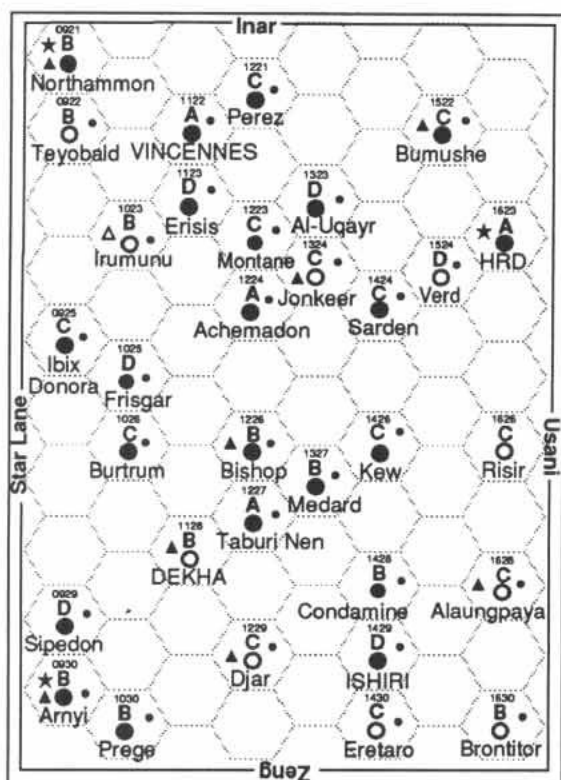 Inar
0921
B
Northammon
1221
C
Perez
0922
B
Teyobald
1122
A
VINCENNES
1522
C
Bumushe
1123
D
Erisis
1323
D
Al-Uqayr
1023
B
Irumunu
1223
C
Montane
1623
A
HRD
1324
C
Jonkeer
1524
D
Verd
1224
A
Achemadon
1424
C
Sarden
0925
C
Ibix
Donora
1025
D
Frisgar
Star Lane
Usani
1026
C
Burtrum
1226
B
Bishop
1426
C
Kew
1626
C
Risir
1327
B
Medard
1227
A
Taburi Nen
1128
B
DEKHA
1428
B
Condamine
1628
C
Alaungpaya
0929
D
Sipedon
1229
C
Djar
1429
D
ISHIRI
0930
B
Arnyi
1030
B
Prege
1430
C
Eretaro
1630
B
Brontitor
Zeng